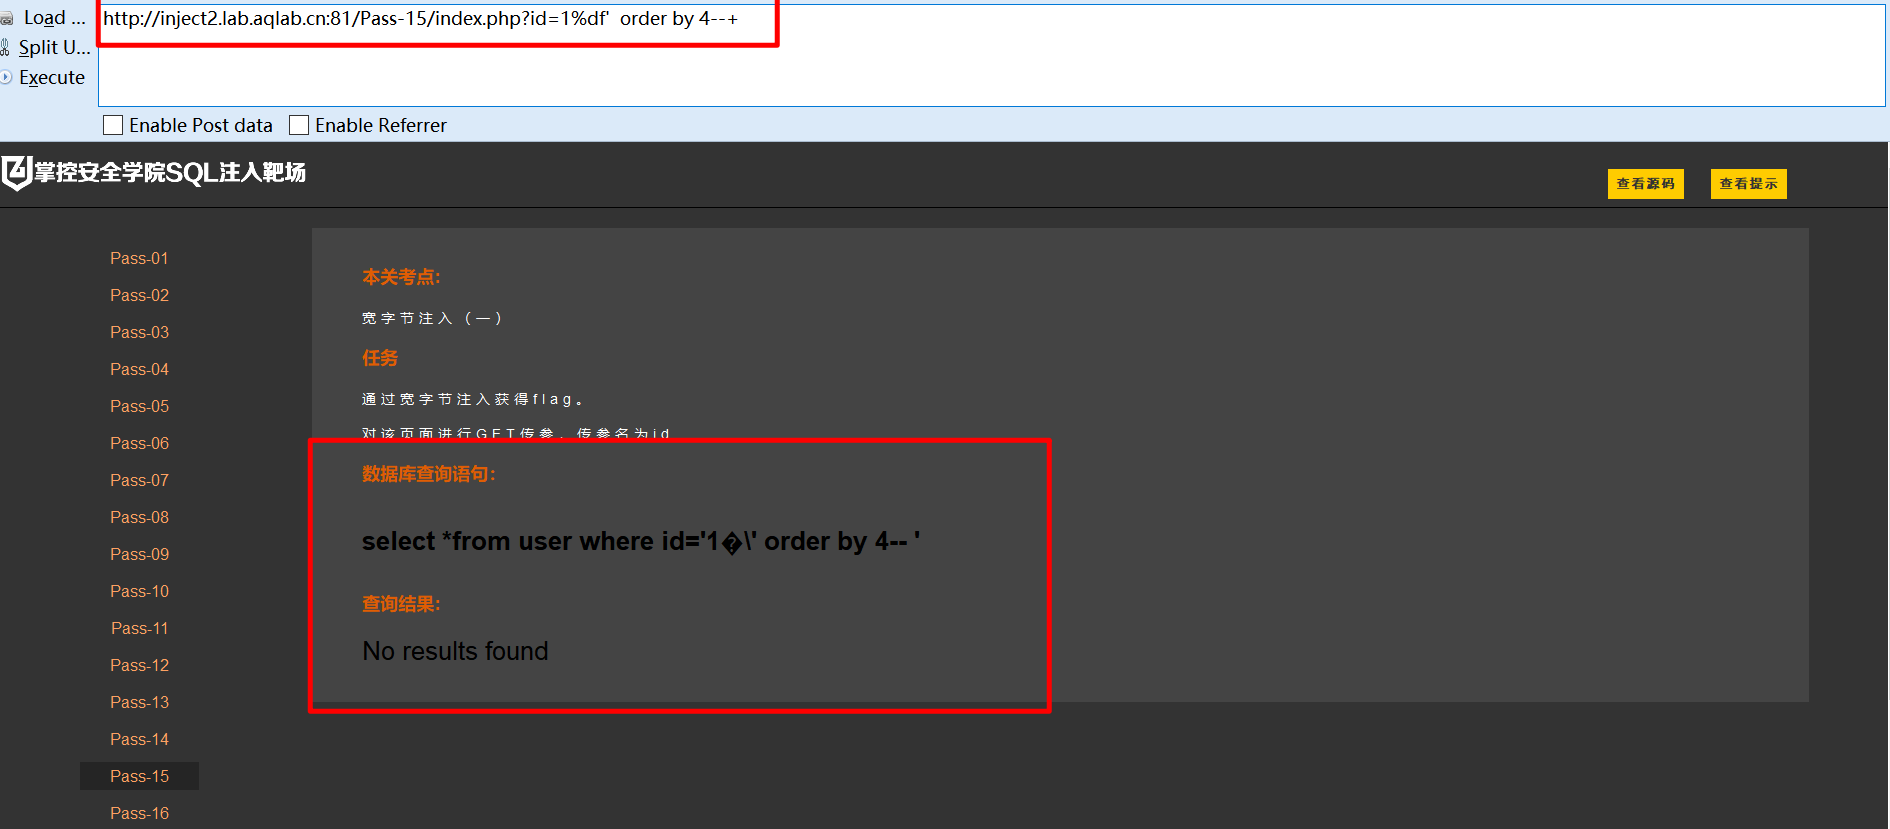 Load ...
http://inject2.lab.aqlab.cn:81/Pass-15/index.php?id=1%df'  order by 4--+
Split U...
Execute
Enable Post data
Enable Referrer
掌控安全学院SQL注入靶场
查看源码
查看提示
Pass-01
Pass-02
Pass-03
Pass-04
Pass-05
Pass-06
Pass-07
Pass-08
Pass-09
Pass-10
Pass-11
Pass-12
Pass-13
Pass-14
Pass-15
Pass-16
本关考点:
宽字节注入（一）
任务
通过宽字节注入获得flag。
对该页面进行GET传参，传参名为id
数据库查询语句:
select *from user where id='1�\' order by 4-- '
查询结果:
No results found